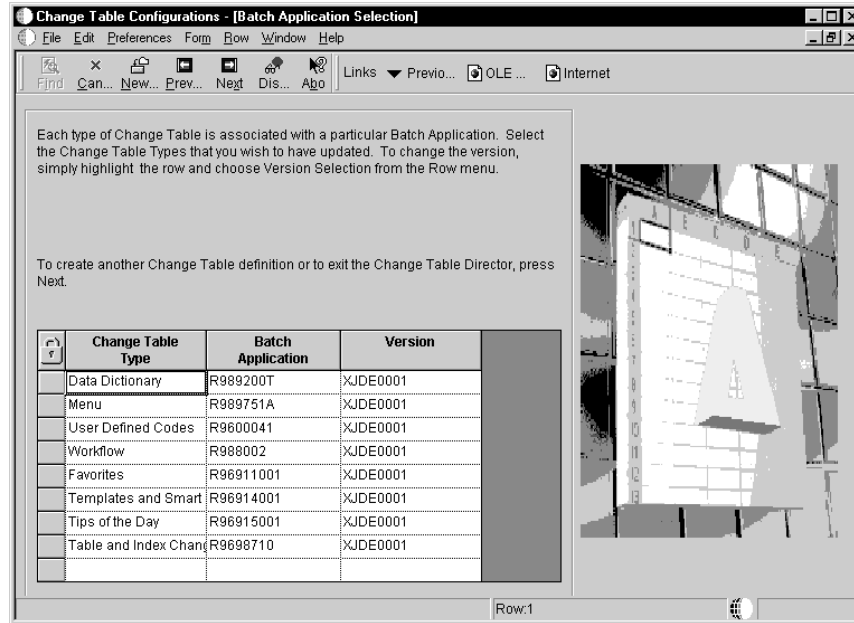 Change Table Configurations - [Batch Application Selection]
File Edit Preferences Form Row Window Help
Find Can... New... Prev... Next Dis... Abo Links Previo... OLE ... Internet
Each type of Change Table is associated with a particular Batch Application. Select
the Change Table Types that you wish to have updated. To change the version,
simply highlight the row and choose Version Selection from the Row menu.
To create another Change Table definition or to exit the Change Table Director, press
Next.
Change Table Type Batch Application Version
Data Dictionary R989200T XJDE0001
Menu R989751A XJDE0001
User Defined Codes R9600041 XJDE0001
Workflow R988002 XJDE0001
Favorites R96911001 XJDE0001
Templates and Smart R96914001 XJDE0001
Tips of the Day R96915001 XJDE0001
Table and Index Chang R9698710 XJDE0001
Row:1
A B C D E
A